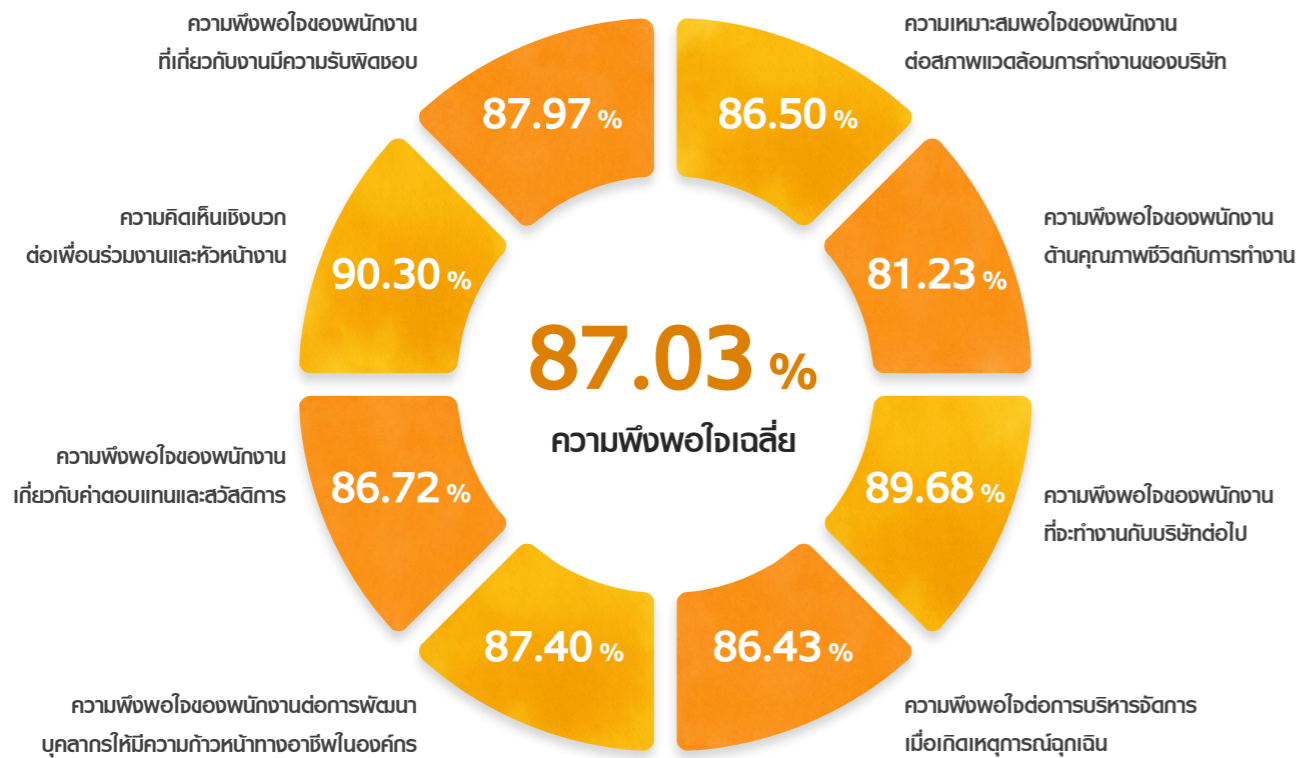 ความพึงพอใจของพนักงาน
ที่เกี่ยวกับงานมีความรับผิดชอบ
87.97 %
ความเหมาะสมพอใจของพนักงาน
ต่อสภาพแวดล้อมการทำงานของบริษัท
86.50 %
ความคิดเห็นเชิงบวก
ต่อเพื่อนร่วมงานและหัวหน้างาน
90.30 %
ความพึงพอใจของพนักงาน
ด้านคุณภาพชีวิตกับการทำงาน
81.23 %
87.03 %
ความพึงพอใจเฉลี่ย
ความพึงพอใจของพนักงาน
เกี่ยวกับค่าตอบแทนและสวัสดิการ
86.72 %
ความพึงพอใจของพนักงาน
ที่จะทำงานกับบริษัทต่อไป
89.68 %
ความพึงพอใจของพนักงานต่อการพัฒนา
บุคลากรให้มีความก้าวหน้าทางอาชีพในองค์กร
87.40 %
ความพึงพอใจต่อการบริหารจัดการ
เมื่อเกิดเหตุการณ์ฉุกเฉิน
86.43 %